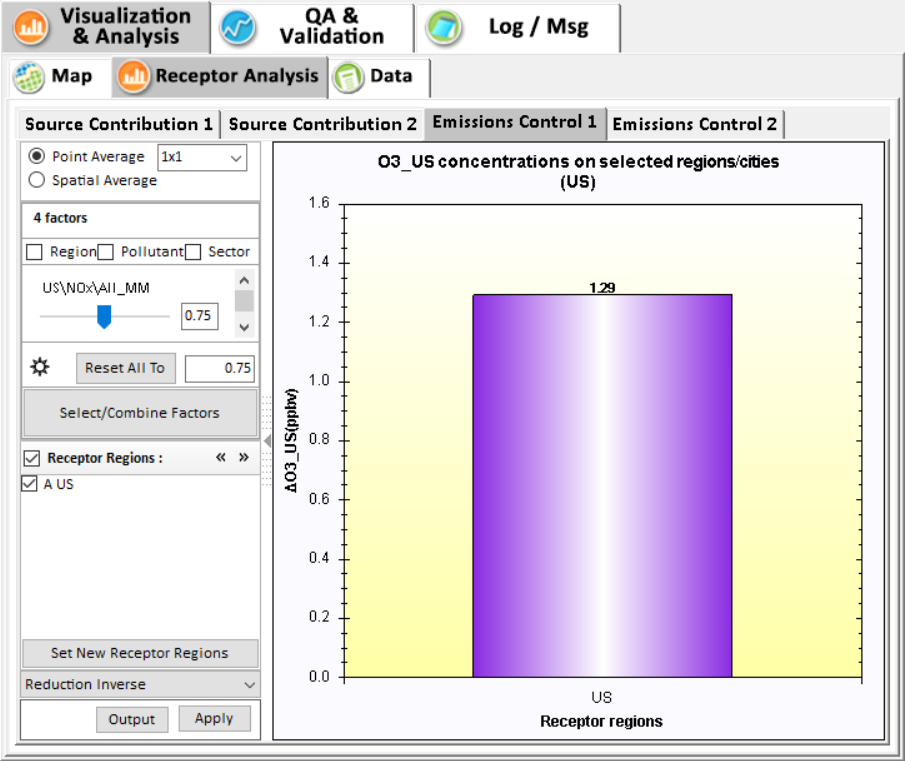 Visualization & Analysis
QA & Validation
Log / Msg
Map
Receptor Analysis
Data
Source Contribution 1
Source Contribution 2
Emissions Control 1
Emissions Control 2
Point Average
1x1
Spatial Average
4 factors
Region
Pollutant
Sector
US\NOx\All_MM
0.75
Reset All To
0.75
Select/Combine Factors
Receptor Regions :
«
»
A US
Set New Receptor Regions
Reduction Inverse
Output
Apply
O3_US concentrations on selected regions/cities
(US)
ΔO3_US(ppbv)
1.6
1.4
1.2
1.0
0.8
0.6
0.4
0.2
0.0
1.29
US
Receptor regions